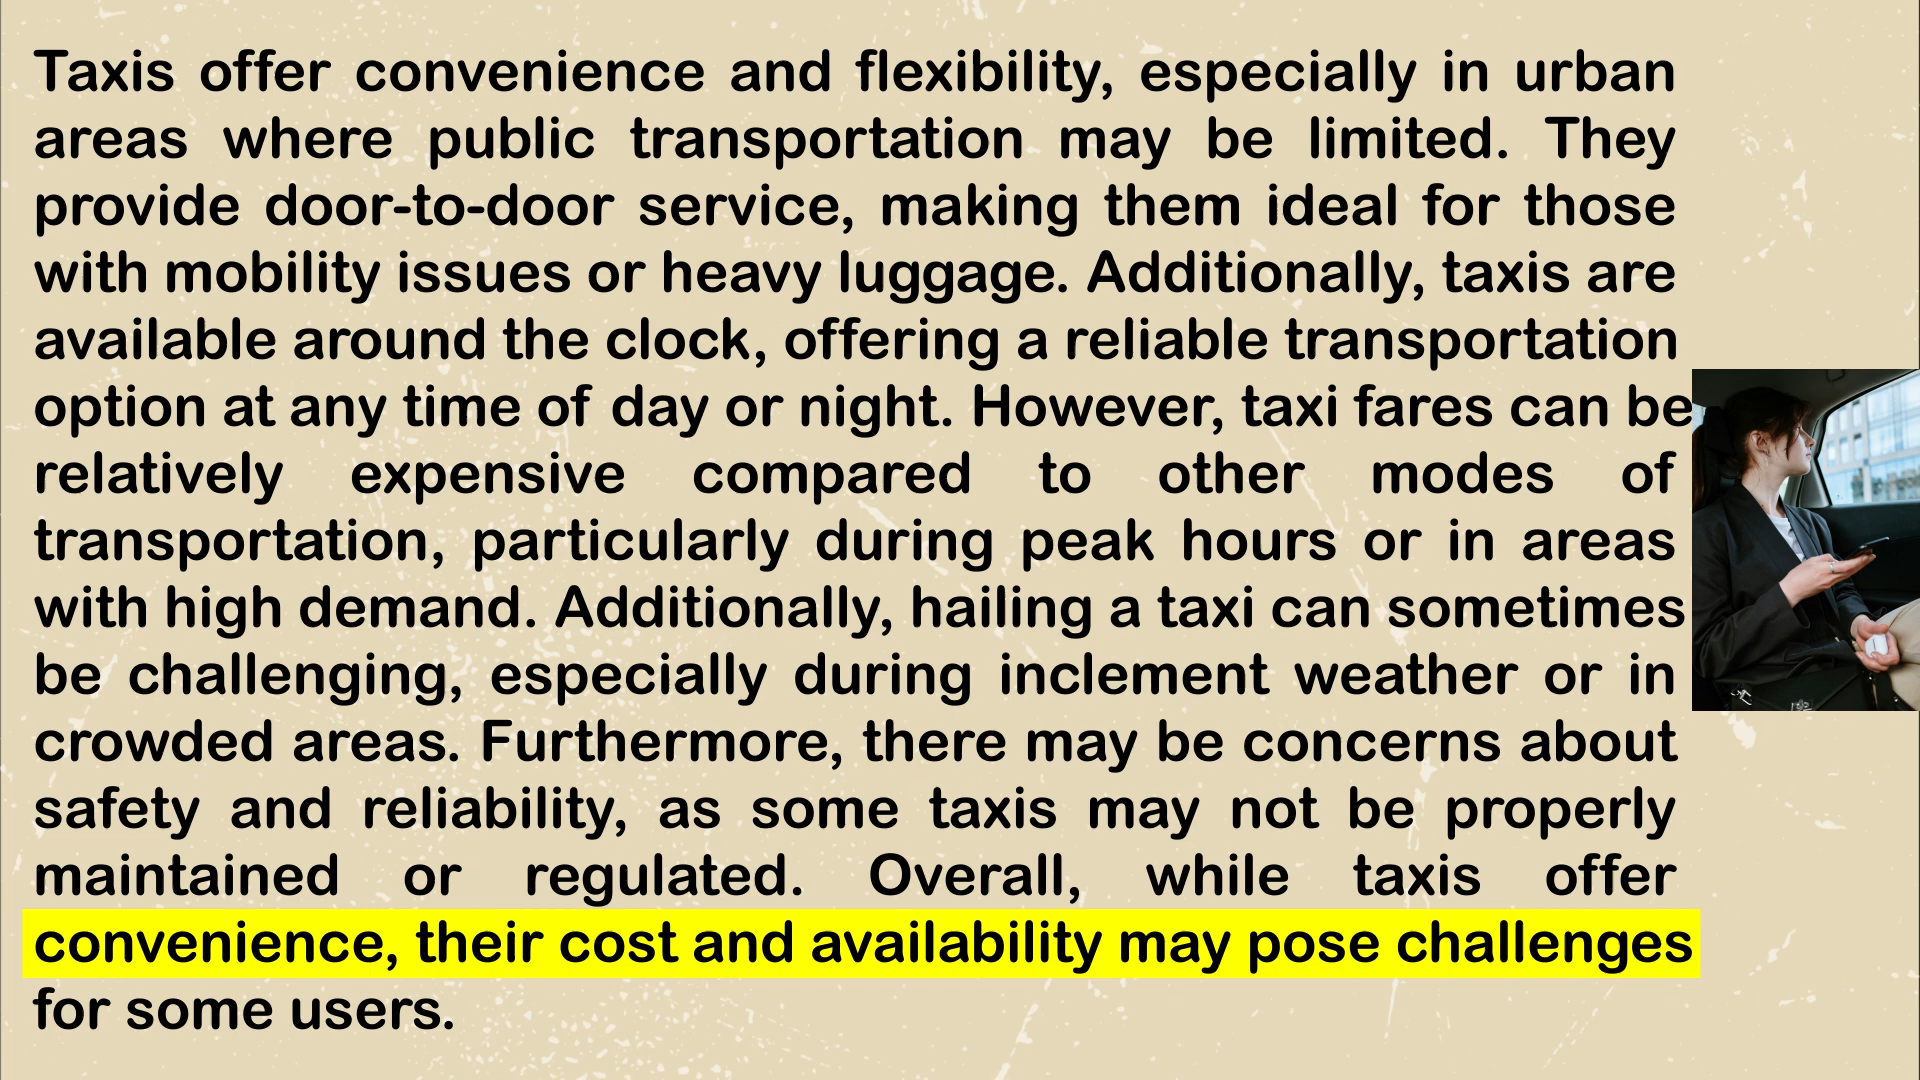 Taxis offer convenience and flexibility, especially in urban
areas where public transportation may be limited. They
provide door-to-door service, making them ideal for those
with mobility issues or heavy luggage. Additionally, taxis are
available around the clock, offering a reliable transportation
option at any time of day or night. However, taxi fares can be
relatively expensive compared to other modes of
transportation, particularly during peak hours or in areas
with high demand. Additionally, hailing a taxi can sometimes
be challenging, especially during inclement weather or in
crowded areas. Furthermore, there may be concerns about
safety and reliability, as some taxis may not be properly
maintained or regulated. Overall, while taxis offer
convenience, their cost and availability may pose challenges
for some users.